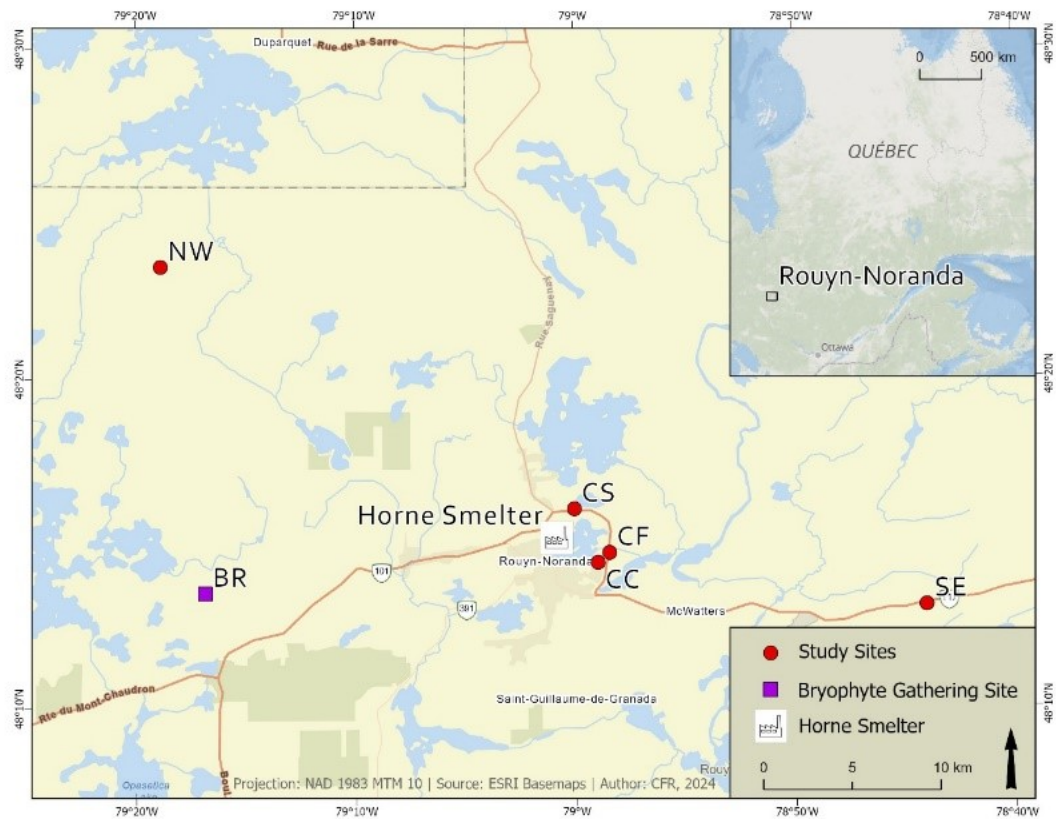 79°20'W
79°10'W
79°W
78°50'W
78°40'W
48°30'N
48°30'N
Duparquet
Rue de la Sarre
0 500 km
QUÉBEC
Rouyn-Noranda
Ottawa
NW
Rue Saguenay
48°20'N
48°20'N
CS
Horne Smelter
CF
Rouyn-Noranda
CC
101
BR
391
SE
McWatters
Rte du Mont-Chaudron
Saint-Guillaume-de-Granada
48°10'N
48°10'N
Study Sites
Bryophyte Gathering Site
Horne Smelter
0 5 10 km
Opasatica
Lake
Boul
Rouy
Projection: NAD 1983 MTM 10 | Source: ESRI Basemaps | Author: CFR, 2024
79°20'W
79°10'W
79°W
78°50'W
78°40'W